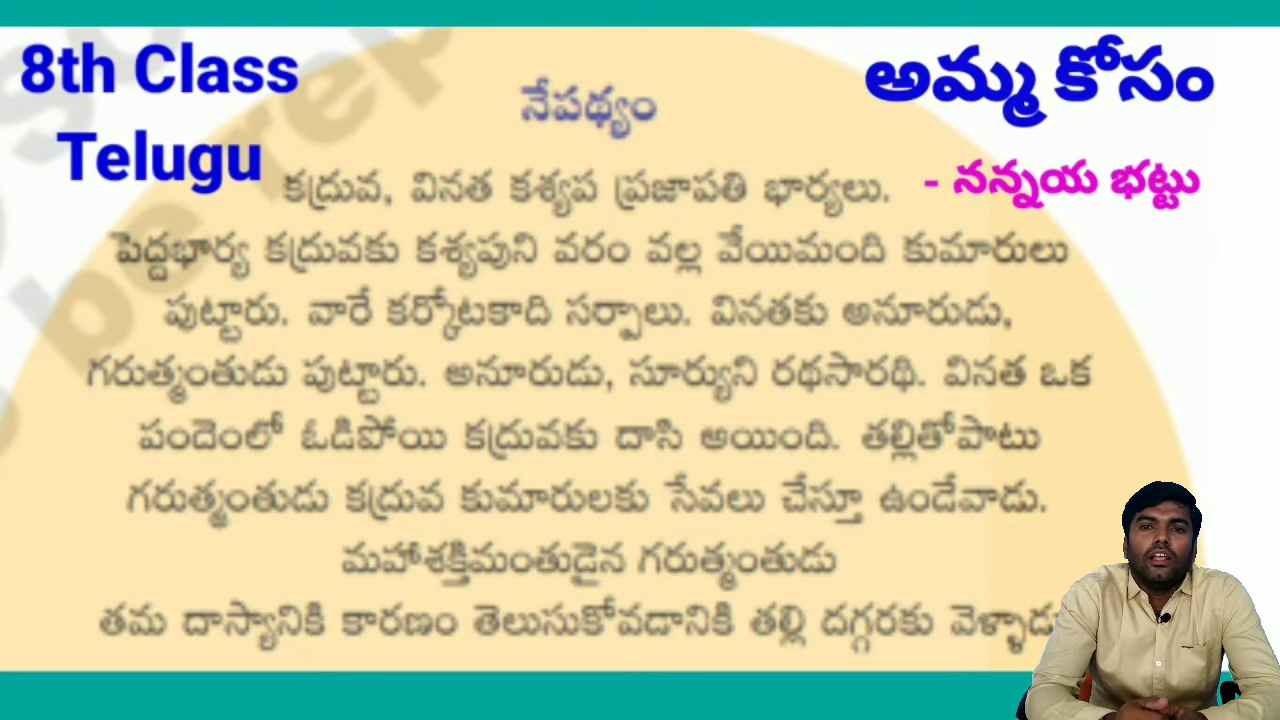 8th Class
Telugu
అమ్మ కోసం
- నన్నయ భట్టు
నేపథ్యం
కద్రువ, వినత కశ్యప ప్రజాపతి భార్యలు.
పెద్దభార్య కద్రువకు కశ్యపుని వరం వల్ల వేయిమంది కుమారులు
పుట్టారు. వారే కర్కోటకాది సర్పాలు. వినతకు అనూరుడు,
గరుత్మంతుడు పుట్టారు. అనూరుడు, సూర్యుని రథసారథి. వినత ఒక
పందెంలో ఓడిపోయి కద్రువకు దాసి అయింది. తల్లితోపాటు
గరుత్మంతుడు కద్రువ కుమారులకు సేవలు చేస్తూ ఉండేవాడు.
మహాశక్తిమంతుడైన గరుత్మంతుడు
తమ దాస్యానికి కారణం తెలుసుకోవడానికి తల్లి దగ్గరకు వెళ్ళాడు
be rep